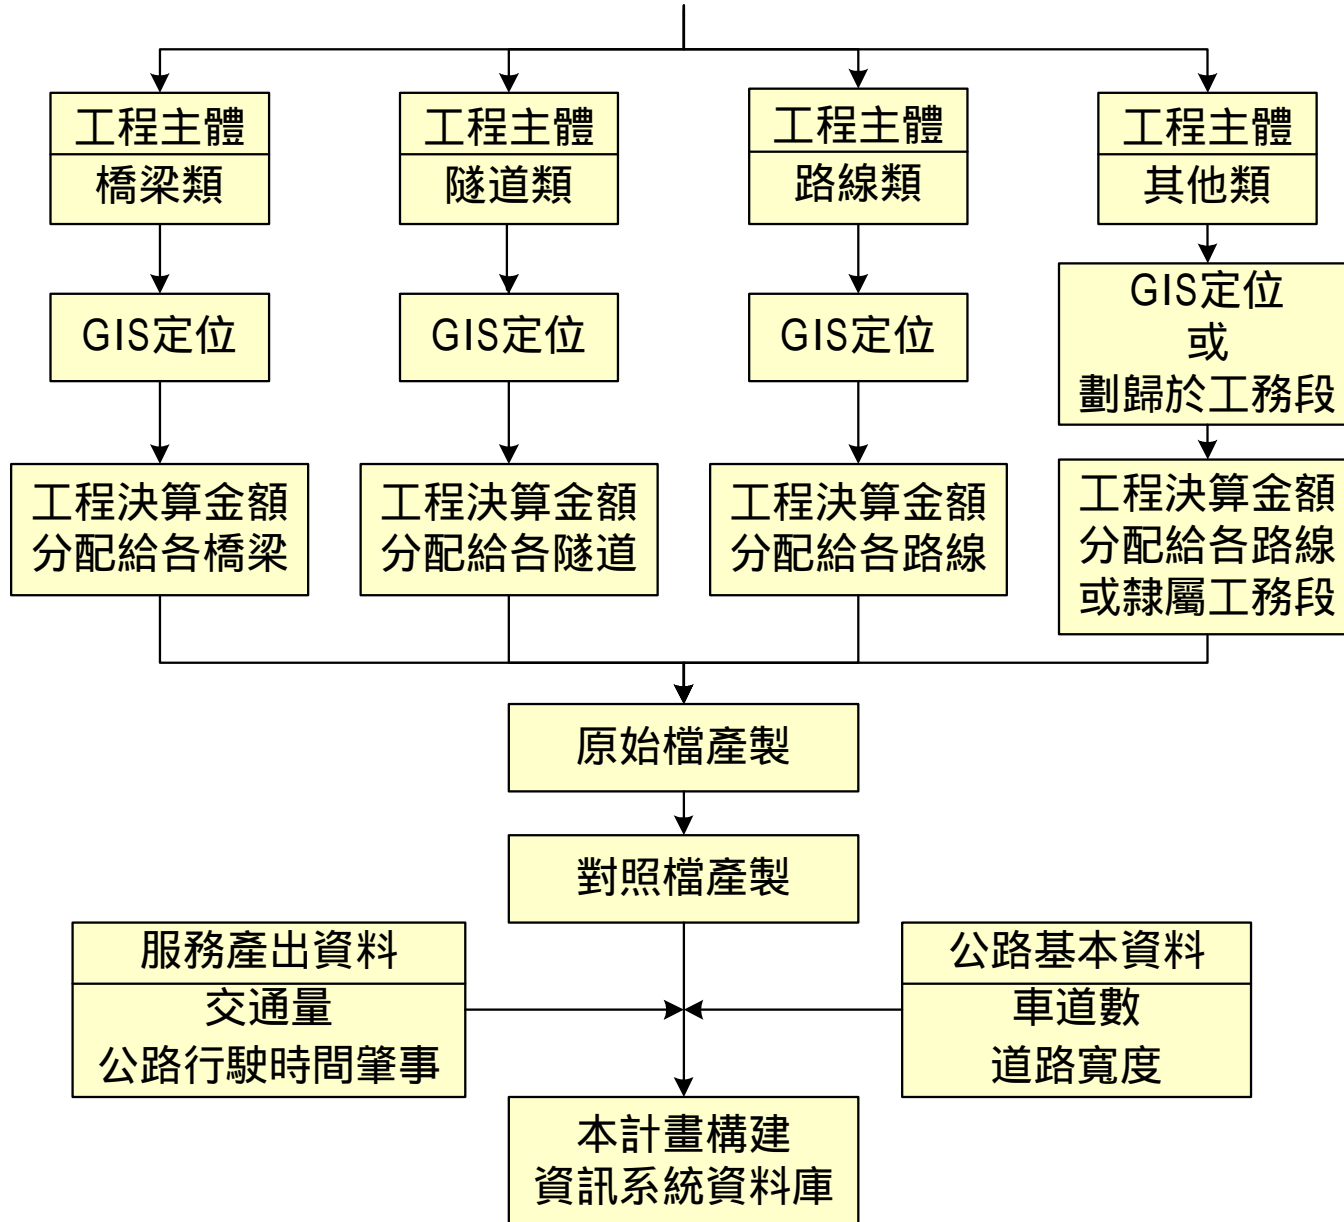 工程主體
橋梁類
工程主體
隧道類
工程主體
路線類
工程主體
其他類
GIS定位
GIS定位
GIS定位
GIS定位
或
劃歸於工務段
工程決算金額
分配給各橋梁
工程決算金額
分配給各隧道
工程決算金額
分配給各路線
工程決算金額
分配給各路線
或隸屬工務段
原始檔產製
對照檔產製
服務產出資料
交通量
公路行駛時間肇事
公路基本資料
車道數
道路寬度
本計畫構建
資訊系統資料庫